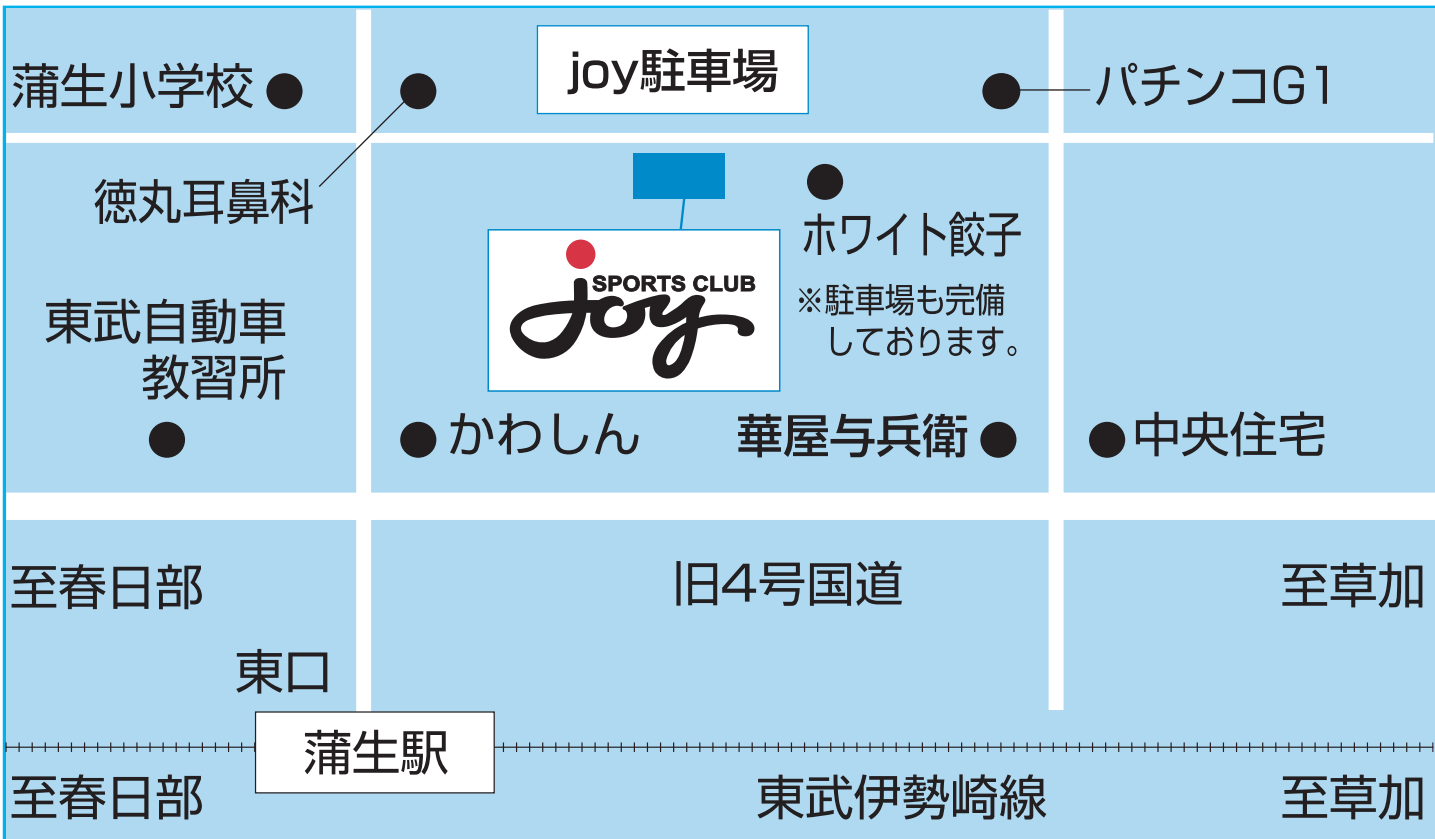 蒲生小学校
joy駐車場
パチンコG1
徳丸耳鼻科
ホワイト餃子
※駐車場も完備
しております。
SPORTS CLUB
joy
東武自動車
教習所
かわしん
華屋与兵衛
中央住宅
至春日部
旧4号国道
至草加
東口
蒲生駅
至春日部
東武伊勢崎線
至草加